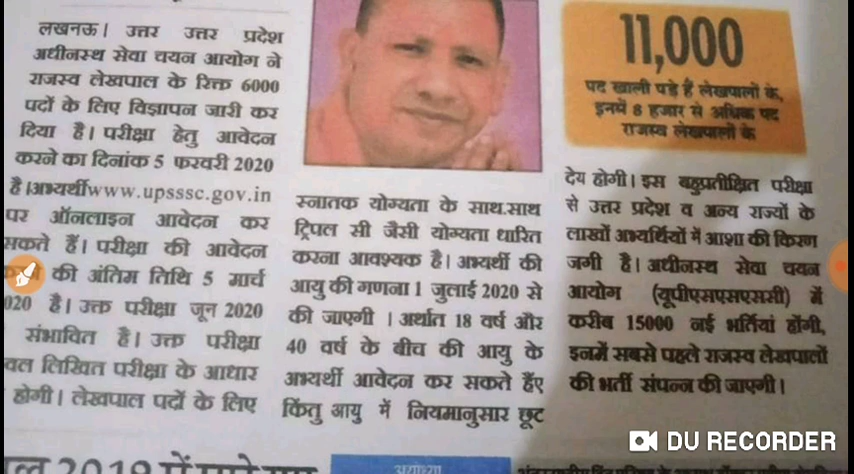 लखनऊ। उत्तर उत्तर प्रदेश
अधीनस्थ सेवा चयन आयोग ने
राजस्व लेखपाल के रिक्त 6000
पदों के लिए विज्ञापन जारी कर
दिया है। परीक्षा हेतु आवेदन
करने का दिनांक 5 फरवरी 2020
है।अभ्यर्थीwww.upsssc.gov.in
पर ऑनलाइन आवेदन कर
सकते हैं। परीक्षा की आवेदन
की अंतिम तिथि 5 मार्च
020 है। उक्त परीक्षा जून 2020
संभावित है। उक्त परीक्षा
वल लिखित परीक्षा के आधार
होगी। लेखपाल पदों के लिए
स्नातक योग्यता के साथ.साथ
ट्रिपल सी जैसी योग्यता धारित
करना आवश्यक है। अभ्यर्थी की
आयु की गणना 1 जुलाई 2020 से
की जाएगी । अर्थात 18 वर्ष और
40 वर्ष के बीच की आयु के
अभ्यर्थी आवेदन कर सकते हैंए
किंतु आयु में नियमानुसार छूट
11,000
पद खाली पड़े हैं लेखपालों के,
इनमें 8 हजार से अधिक पद
राजस्व लेखपालों के
देय होगी। इस बहुप्रतीक्षित परीक्षा
से उत्तर प्रदेश व अन्य राज्यों के
लाखों अभ्यर्थियों में आशा की किरण
जगी है। अधीनस्थ सेवा चयन
आयोग (यूपीएसएसएससी) में
करीब 15000 नई भर्तियां होंगी,
इनमें सबसे पहले राजस्व लेखपालों
की भर्ती संपन्न की जाएगी।
DU RECORDER
2019 में
अयोध्या